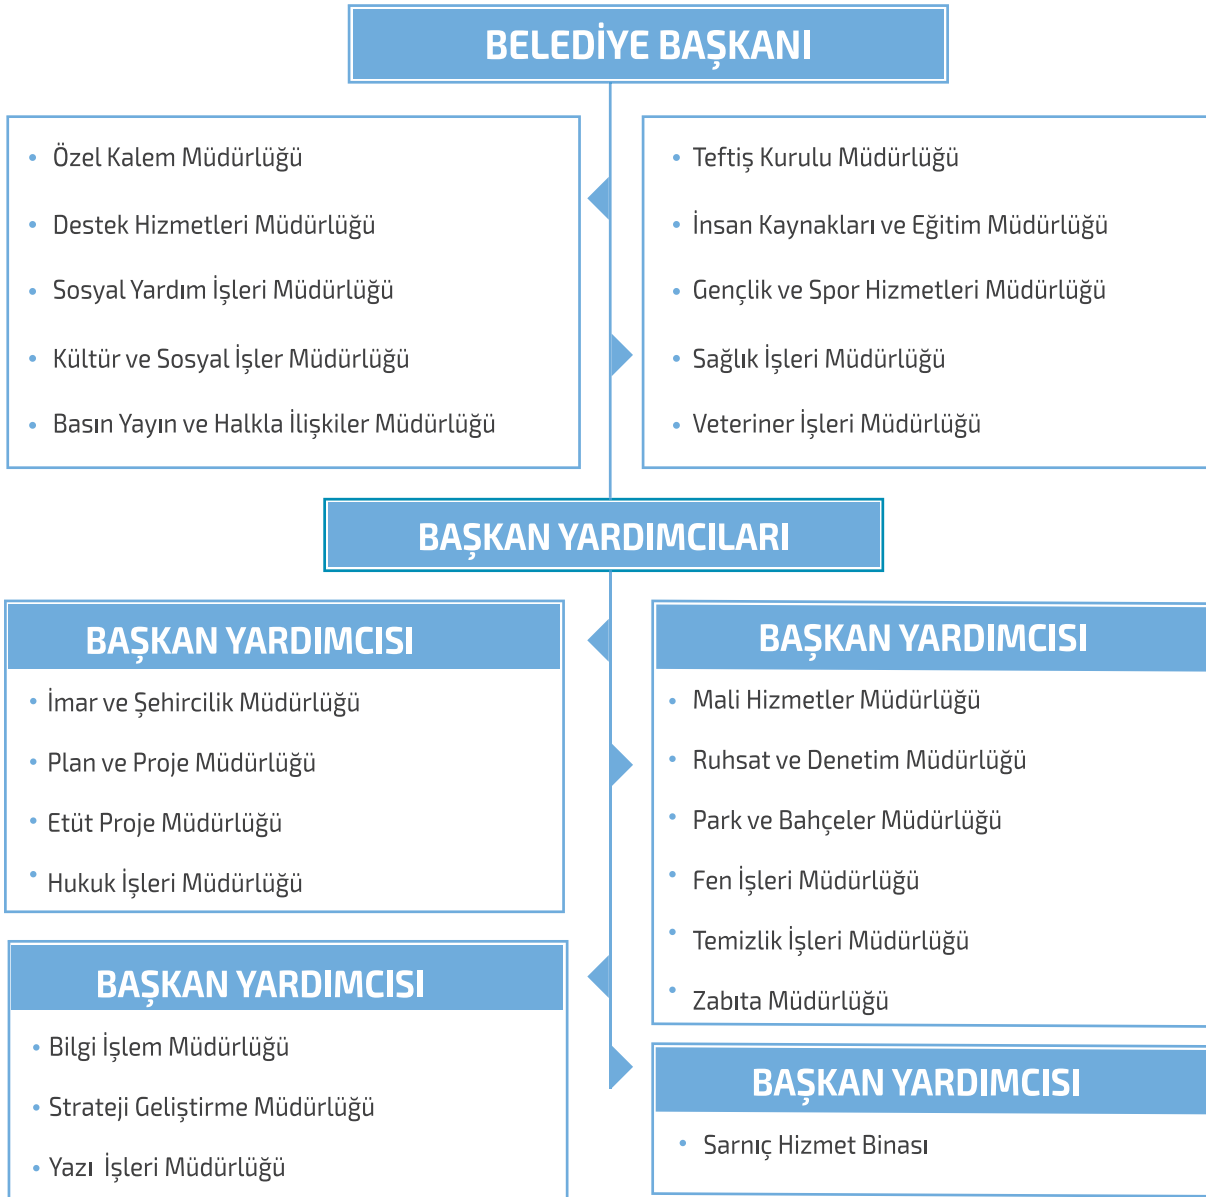 BELEDİYE BAŞKANI
• Özel Kalem Müdürlüğü
• Destek Hizmetleri Müdürlüğü
• Sosyal Yardım İşleri Müdürlüğü
• Kültür ve Sosyal İşler Müdürlüğü
• Basın Yayın ve Halkla İlişkiler Müdürlüğü
• Teftiş Kurulu Müdürlüğü
• İnsan Kaynakları ve Eğitim Müdürlüğü
• Gençlik ve Spor Hizmetleri Müdürlüğü
• Sağlık İşleri Müdürlüğü
• Veteriner İşleri Müdürlüğü
BAŞKAN YARDIMCILARI
BAŞKAN YARDIMCISI
• İmar ve Şehircilik Müdürlüğü
• Plan ve Proje Müdürlüğü
• Etüt Proje Müdürlüğü
• Hukuk İşleri Müdürlüğü
BAŞKAN YARDIMCISI
• Mali Hizmetler Müdürlüğü
• Ruhsat ve Denetim Müdürlüğü
• Park ve Bahçeler Müdürlüğü
• Fen İşleri Müdürlüğü
• Temizlik İşleri Müdürlüğü
• Zabıta Müdürlüğü
BAŞKAN YARDIMCISI
• Bilgi İşlem Müdürlüğü
• Strateji Geliştirme Müdürlüğü
• Yazı İşleri Müdürlüğü
BAŞKAN YARDIMCISI
• Sarnıç Hizmet Binası